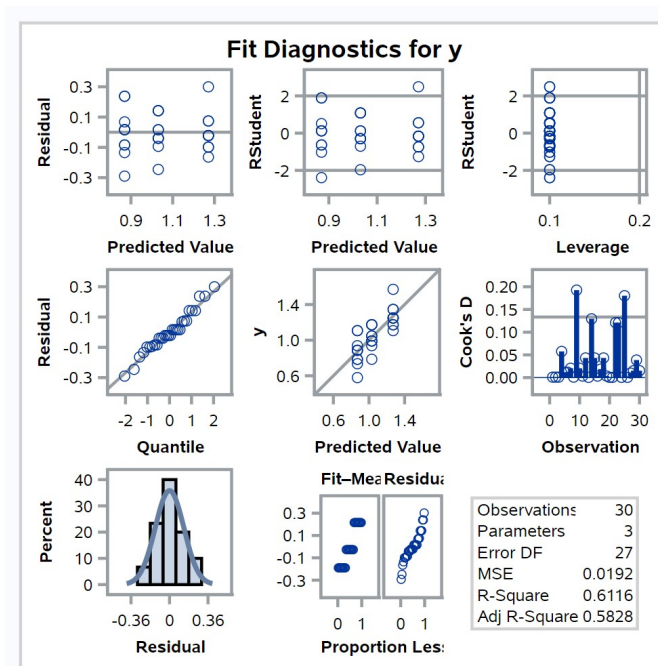 Fit Diagnostics for y
Residual
0.3
0.1
-0.1
-0.3
0.9 1.1 1.3
Predicted Value
RStudent
2
0
-2
0.9 1.1 1.3
Predicted Value
RStudent
2
0
-2
0.1 0.2
Leverage
Residual
0.3
0.1
-0.1
-0.3
-2 -1 0 1 2
Quantile
y
1.4
1.0
0.6
0.6 1.0 1.4
Predicted Value
Cook's D
0.20
0.15
0.10
0.05
0.00
0 10 20 30
Observation
Percent
40
30
20
10
0
-0.36 0 0.36
Residual
Fit–Mea Residua
0.3
0.1
-0.1
-0.3
0 1 0 1
Proportion Les
Observations 30
Parameters 3
Error DF 27
MSE 0.0192
R-Square 0.6116
Adj R-Square 0.5828